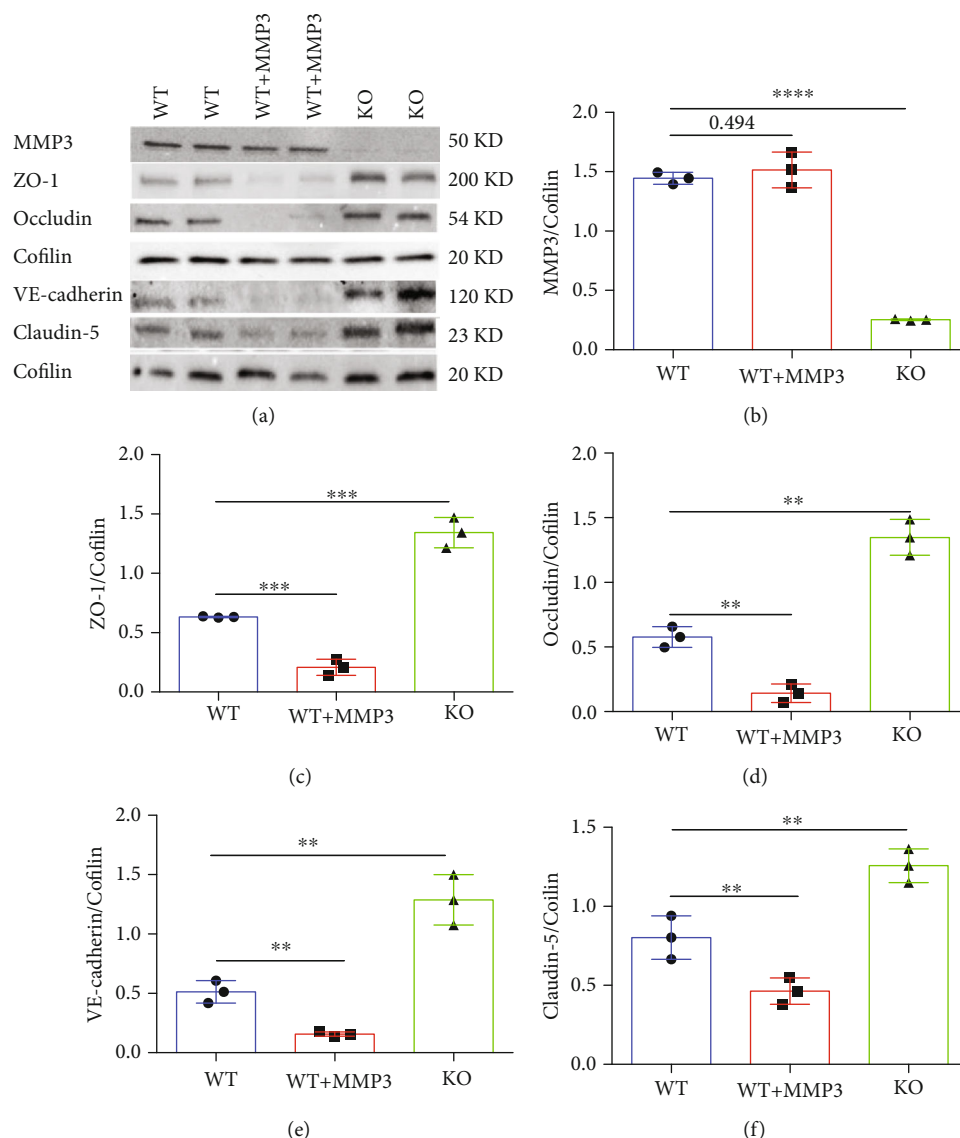 WT WT WT+MMP3 WT+MMP3 KO KO
MMP3 50 KD
ZO-1 200 KD
Occludin 54 KD
Cofilin 20 KD
VE-cadherin 120 KD
Claudin-5 23 KD
Cofilin 20 KD
(a)
****
0.494
2.0
1.5
1.0
0.5
0.0
MMP3/Cofilin
WT WT+MMP3 KO
(b)
***
***
2.0
1.5
1.0
0.5
0.0
ZO-1/Cofilin
WT WT+MMP3 KO
(c)
**
**
2.0
1.5
1.0
0.5
0.0
Occludin/Cofilin
WT WT+MMP3 KO
(d)
**
**
2.0
1.5
1.0
0.5
0.0
VE-cadherin/Cofilin
WT WT+MMP3 KO
(e)
**
**
1.5
1.0
0.5
0.0
Claudin-5/Coilin
WT WT+MMP3 KO
(f)